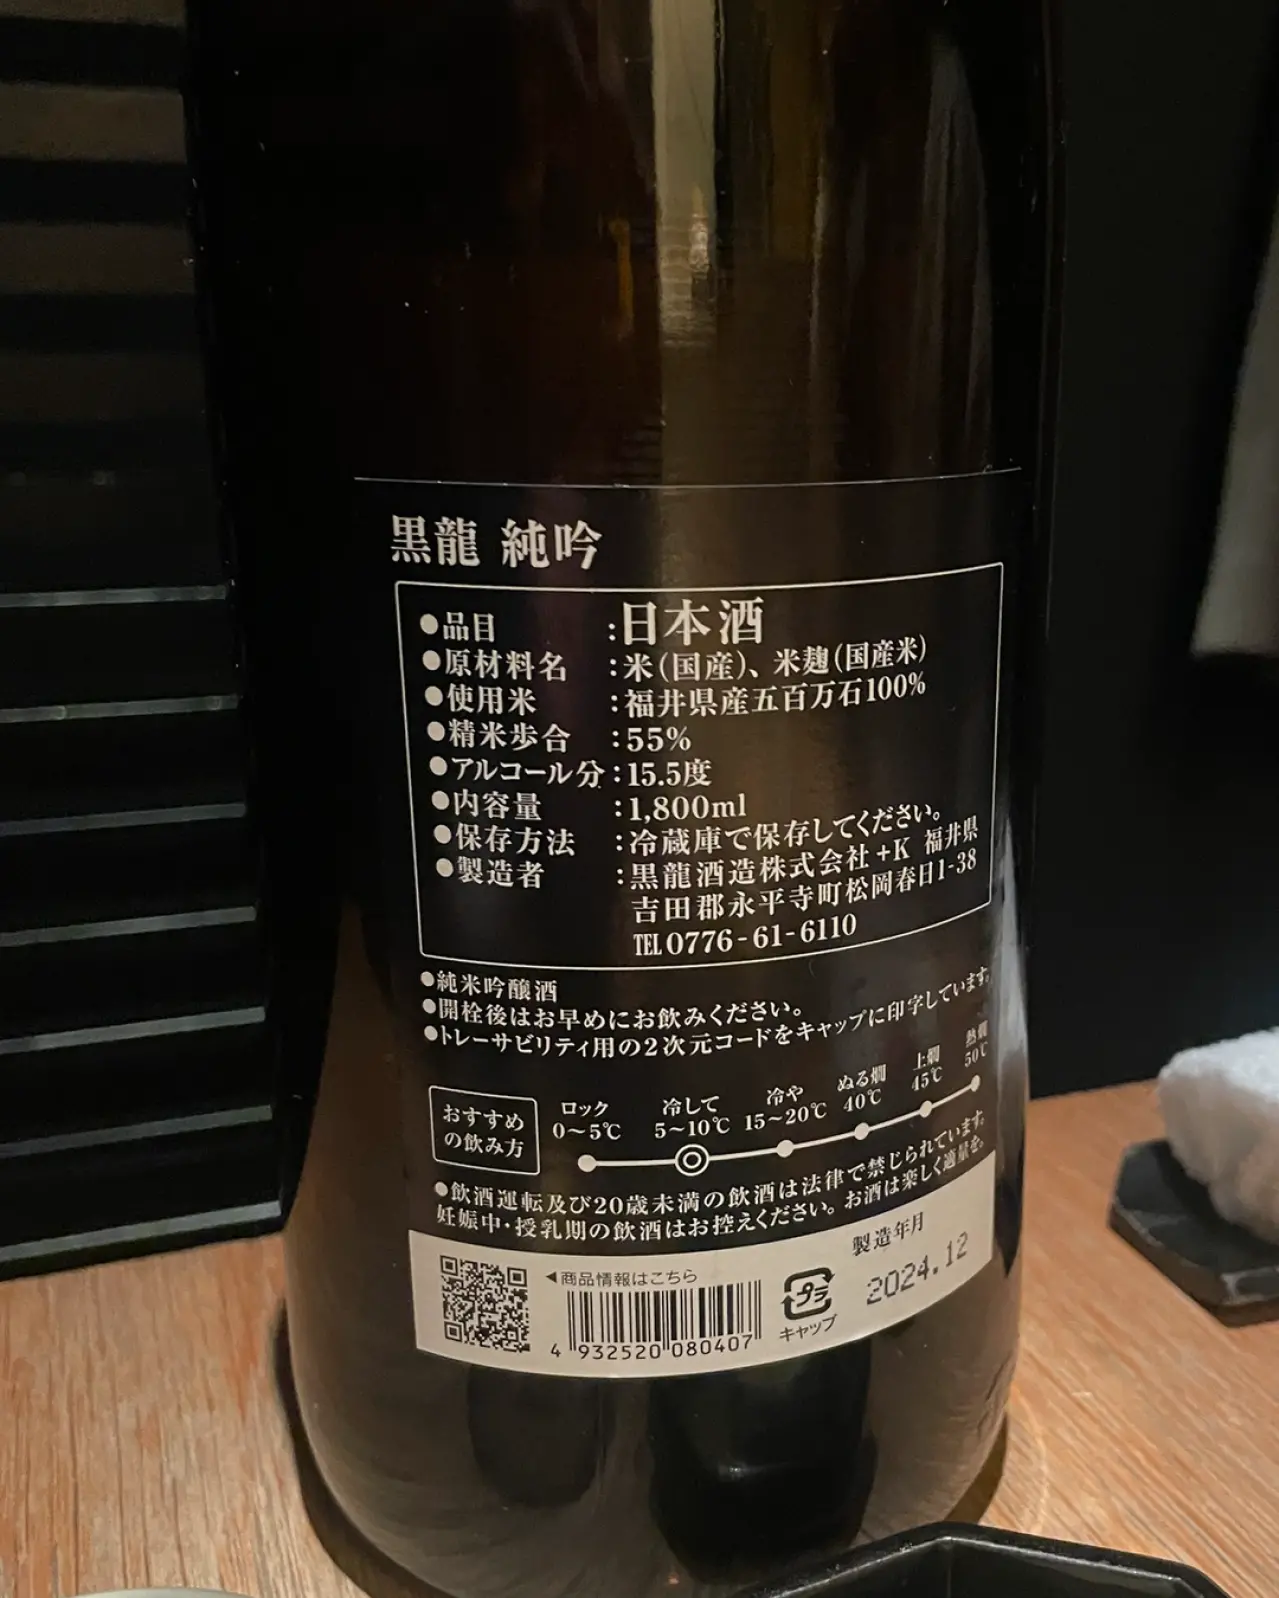 黒龍 純吟
●品目 :日本酒
●原材料名 :米(国産)、米麹(国産米)
●使用米 :福井県産五百万石100%
●精米歩合 :55%
●アルコール分:15.5度
●内容量 :1,800ml
●保存方法 :冷蔵庫で保存してください。
●製造者 :黒龍酒造株式会社+K 福井県
吉田郡永平寺町松岡春日1-38
TEL 0776-61-6110
●純米吟醸酒
●開栓後はお早めにお飲みください。
●トレーサビリティ用の2次元コードをキャップに印字しています。
おすすめ
の飲み方
ロック 冷して 冷や ぬる燗 上燗 熱燗
0〜5℃ 5〜10℃ 15〜20℃ 40℃ 45℃ 50℃
●飲酒運転及び20歳未満の飲酒は法律で禁じられています。
妊娠中・授乳期の飲酒はお控えください。お酒は楽しく適量を。
◀商品情報はこちら
4 932520 080407
プラ
キャップ
製造年月
2024.12